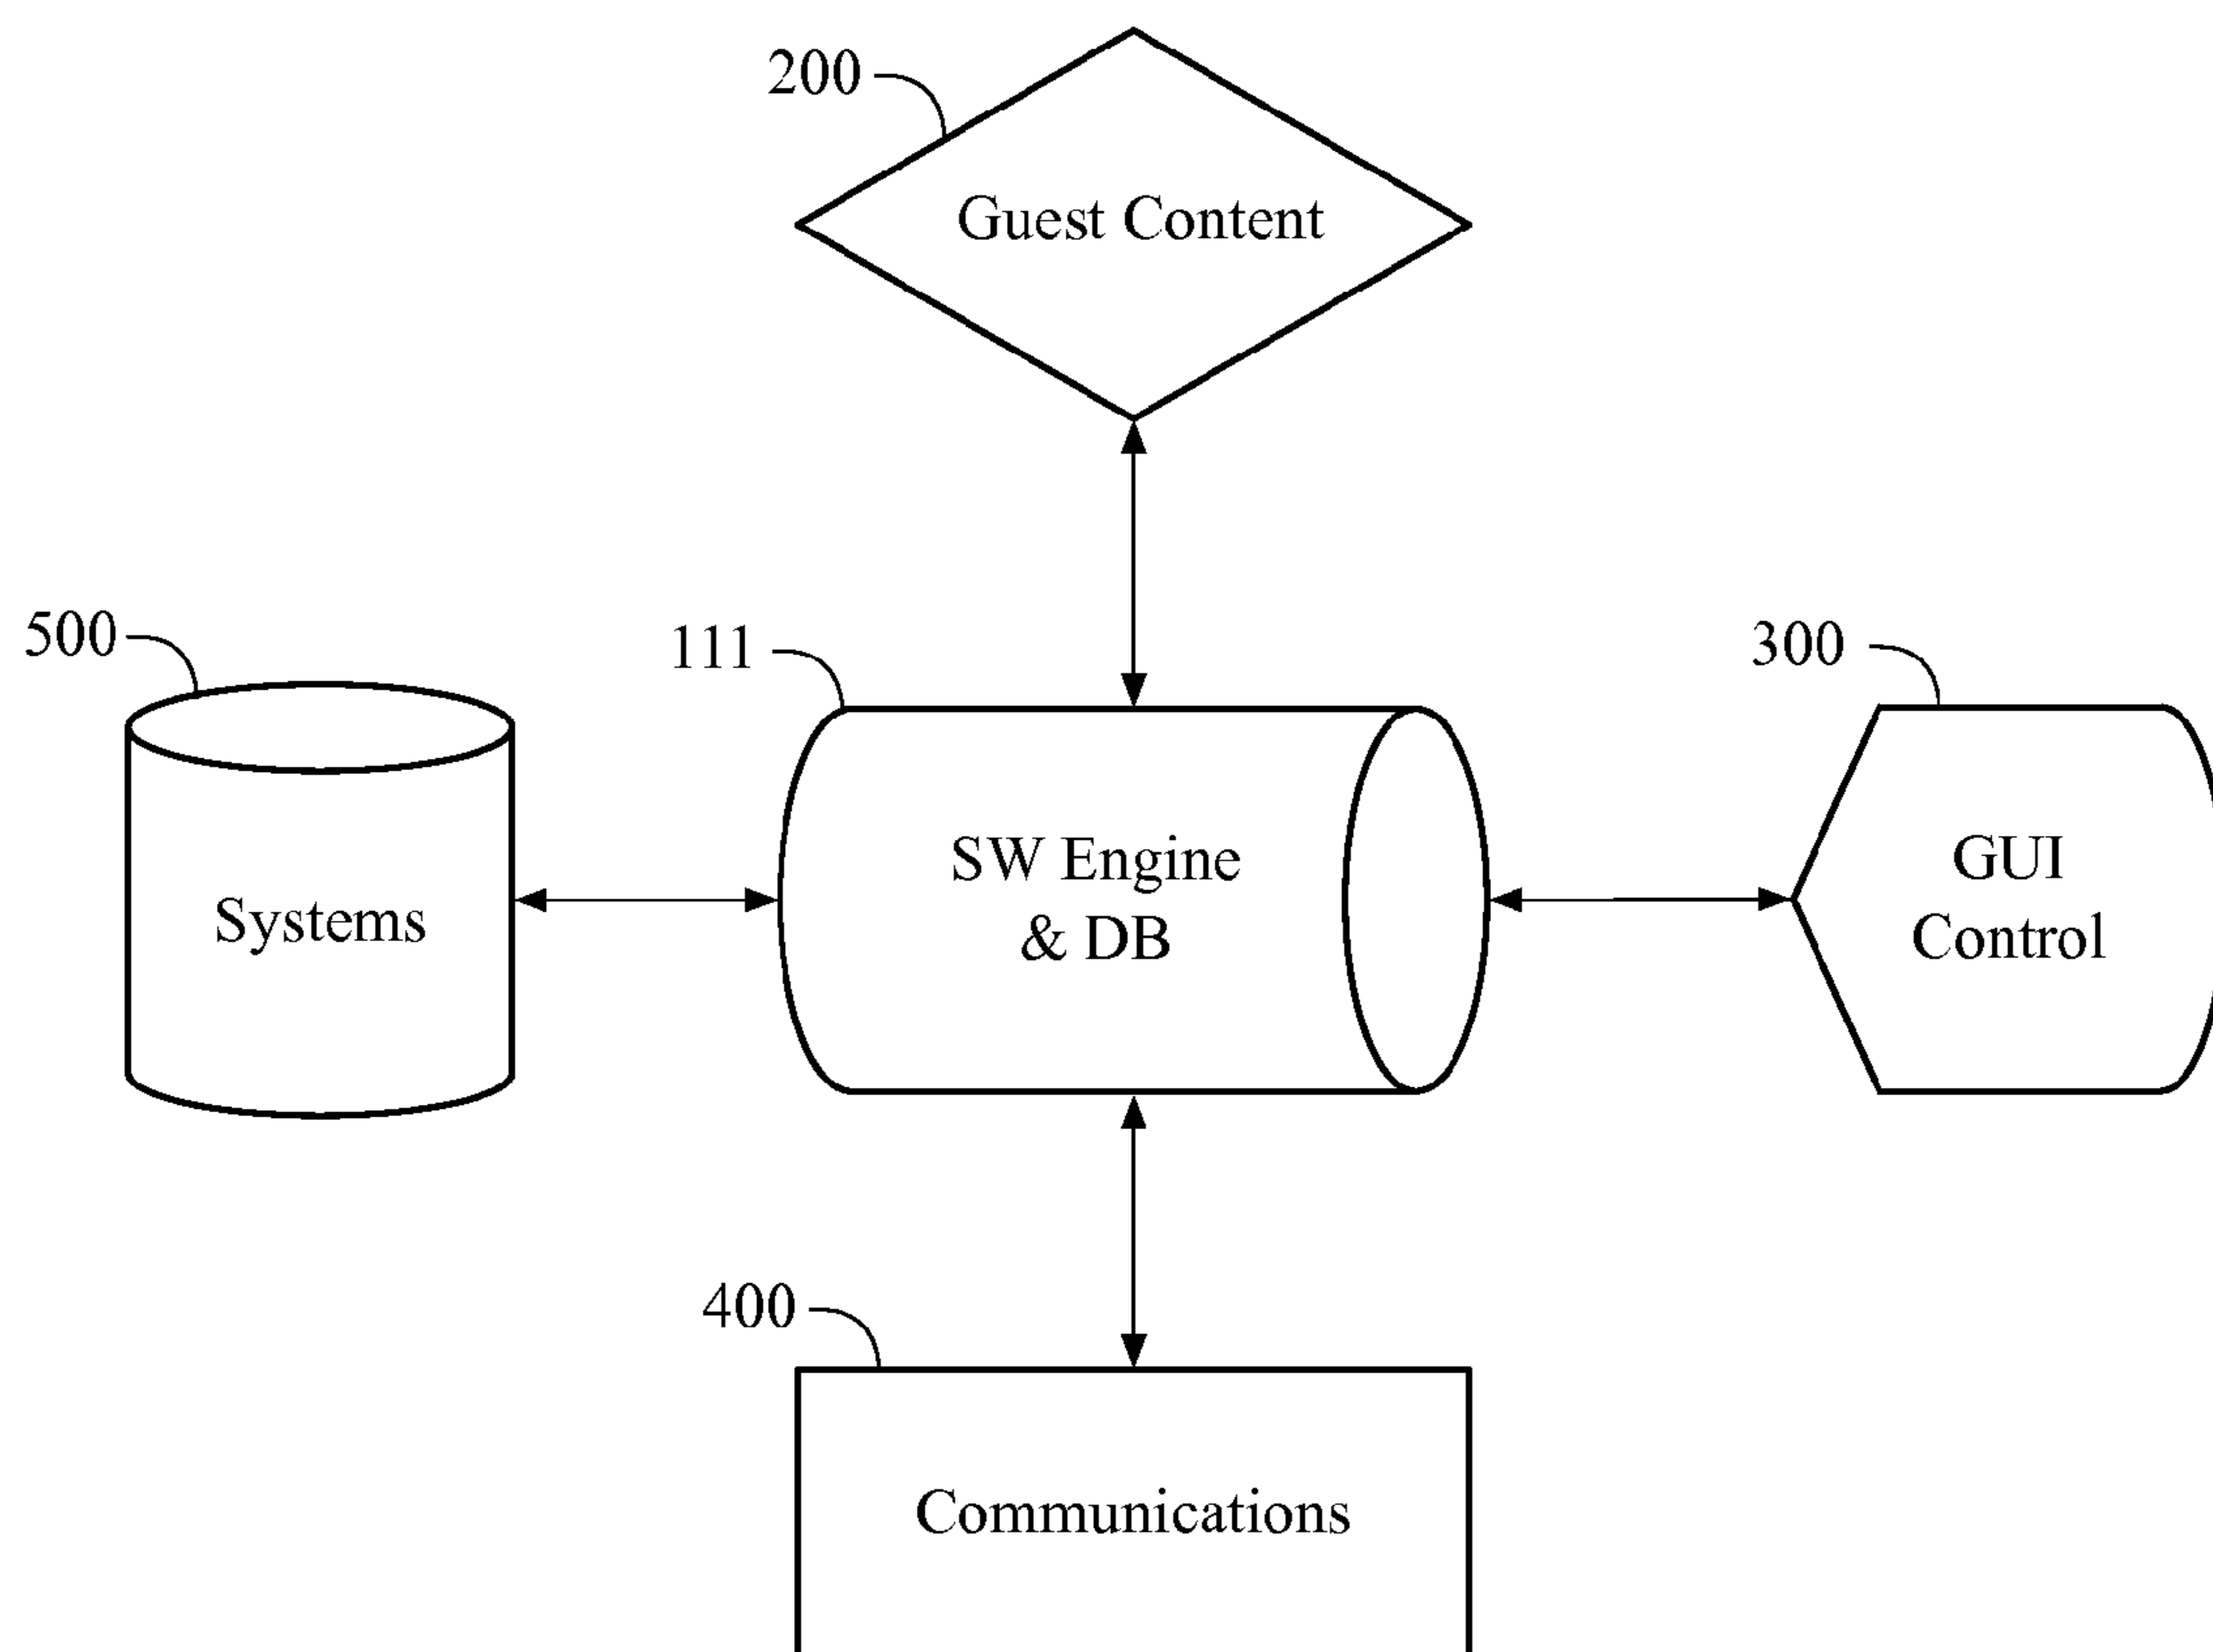 200
Guest Content
500
111
300
Systems
SW Engine
& DB
GUI
Control
400
Communications